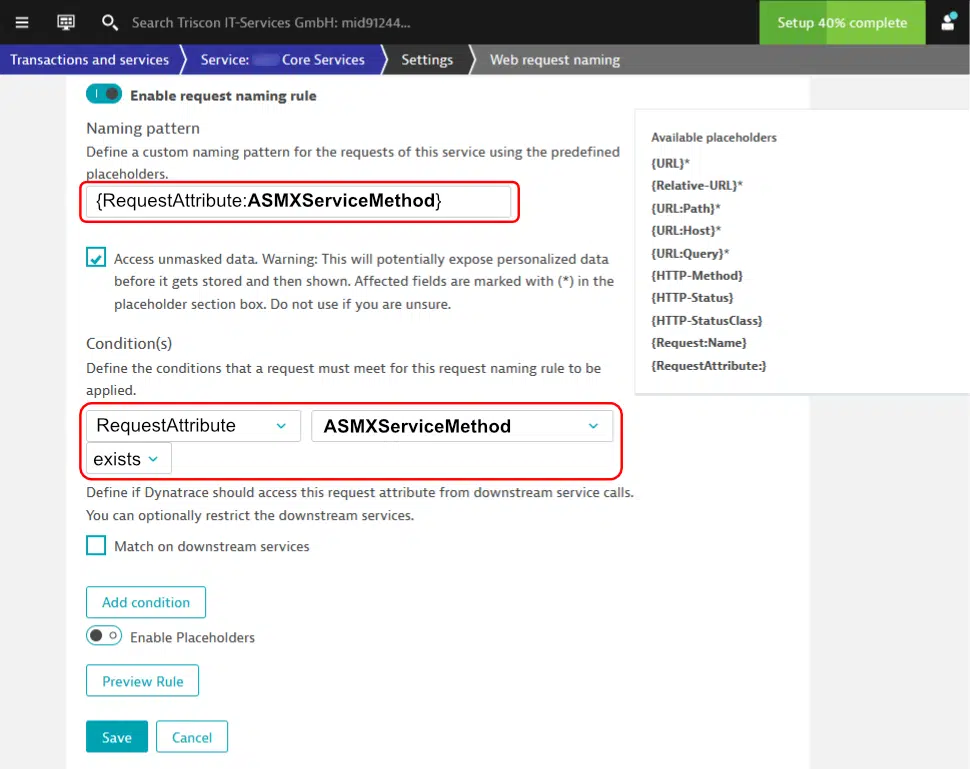 Search Triscon IT-Services GmbH: mid91244...
Setup 40% complete
Transactions and services
Service: Core Services
Settings
Web request naming
Enable request naming rule
Naming pattern
Define a custom naming pattern for the requests of this service using the predefined
placeholders.
{RequestAttribute:ASMXServiceMethod}
Access unmasked data. Warning: This will potentially expose personalized data
before it gets stored and then shown. Affected fields are marked with (*) in the
placeholder section box. Do not use if you are unsure.
Condition(s)
Define the conditions that a request must meet for this request naming rule to be
applied.
RequestAttribute
ASMXServiceMethod
exists
Define if Dynatrace should access this request attribute from downstream service calls.
You can optionally restrict the downstream services.
Match on downstream services
Add condition
Enable Placeholders
Preview Rule
Save
Cancel
Available placeholders
{URL}*
{Relative-URL}*
{URL:Path}*
{URL:Host}*
{URL:Query}*
{HTTP-Method}
{HTTP-Status}
{HTTP-StatusClass}
{Request:Name}
{RequestAttribute:}